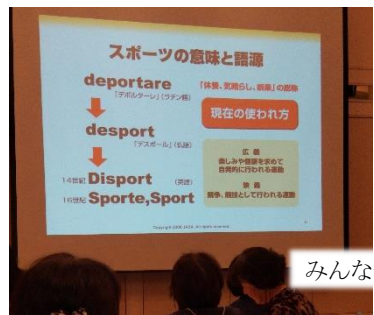 スポーツの意味と語源
deportare
「デポルターレ」(ラテン語)
「休養、気晴らし、娯楽」の総称
現在の使われ方
desport
「デスポール」(仏語)
14世紀 Disport (英語)
16世紀 Sporte,Sport
広義
楽しみや健康を求めて
自発的に行われる運動
狭義
競争、競技として行われる運動
みんな